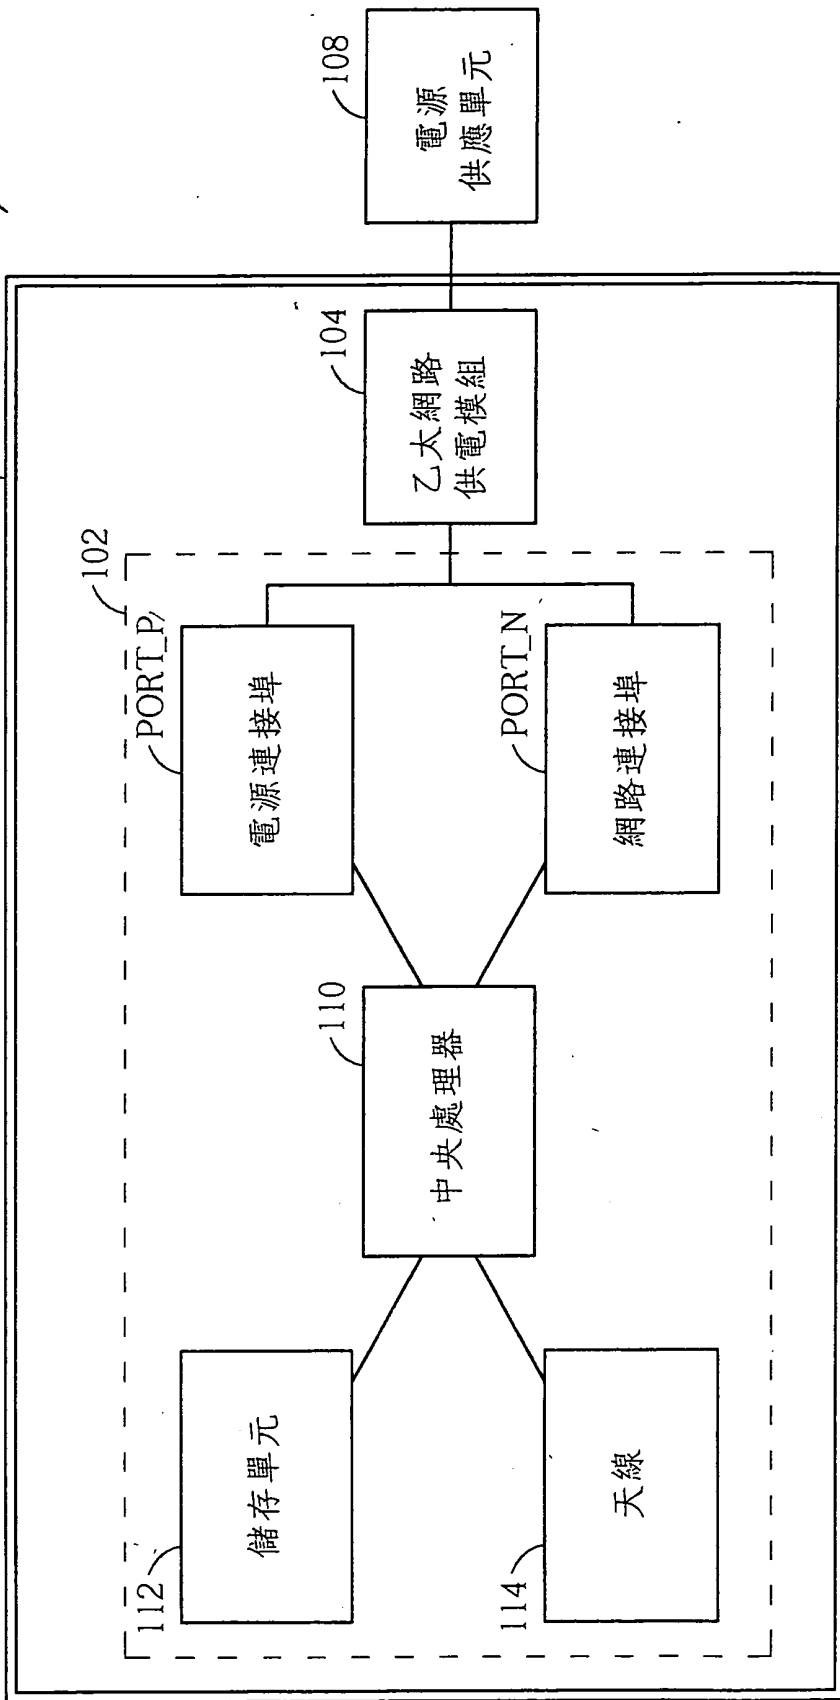 108
電源
供應單元
104
乙太網路
供電模組
102
PORT_P
電源連接埠
PORT_N
網路連接埠
110
中央處理器
112
儲存單元
114
天線